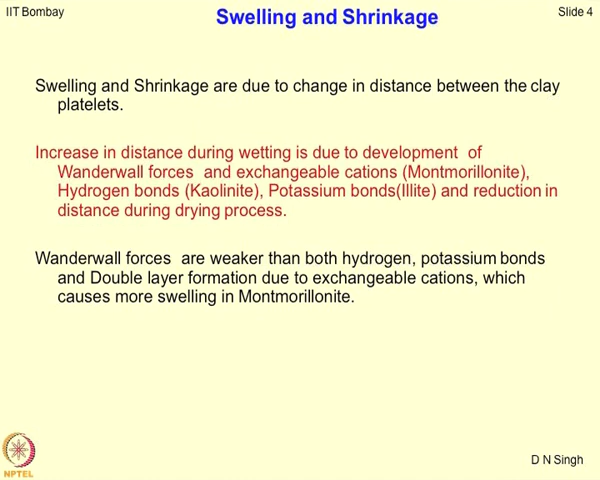 IIT Bombay
Swelling and Shrinkage
Slide 4
Swelling and Shrinkage are due to change in distance between the clay
platelets.
Increase in distance during wetting is due to development of
Wanderwall forces and exchangeable cations (Montmorillonite),
Hydrogen bonds (Kaolinite), Potassium bonds(Illite) and reduction in
distance during drying process.
Wanderwall forces are weaker than both hydrogen, potassium bonds
and Double layer formation due to exchangeable cations, which
causes more swelling in Montmorillonite.
NPTEL
D N Singh